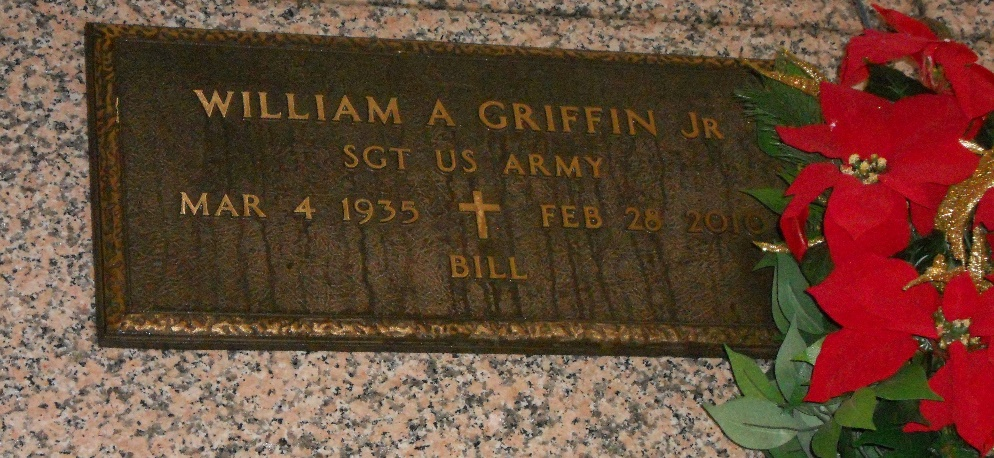 WILLIAM A GRIFFIN JR
SGT US ARMY
MAR 4 1935 FEB 28 2010
BILL